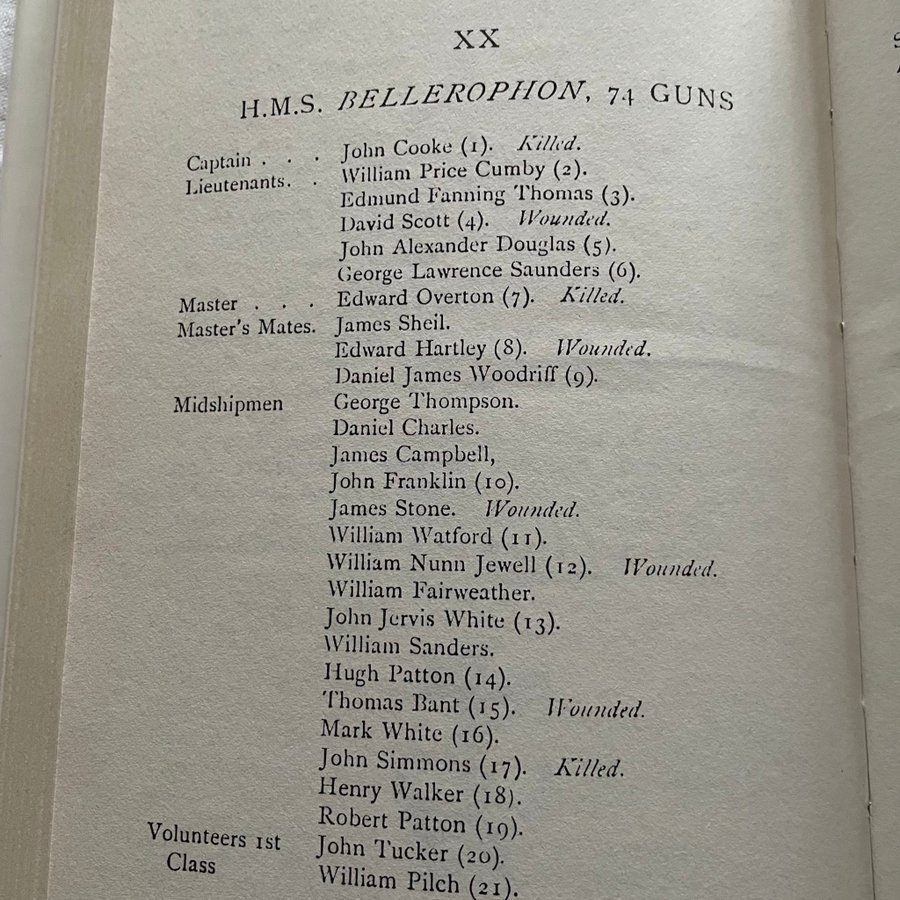 XX
H.M.S. BELLEROPHON, 74 GUNS
Captain . . . John Cooke (1). Killed.
Lieutenants. . William Price Cumby (2).
Edmund Fanning Thomas (3).
David Scott (4). Wounded.
John Alexander Douglas (5).
George Lawrence Saunders (6).
Master . . . Edward Overton (7). Killed.
Master's Mates. James Sheil.
Edward Hartley (8). Wounded.
Daniel James Woodriff (9).
Midshipmen George Thompson.
Daniel Charles.
James Campbell,
John Franklin (10).
James Stone. Wounded.
William Watford (11).
William Nunn Jewell (12). Wounded.
William Fairweather.
John Jervis White (13).
William Sanders.
Hugh Patton (14).
Thomas Bant (15). Wounded.
Mark White (16).
John Simmons (17). Killed.
Henry Walker (18).
Robert Patton (19).
Volunteers 1st John Tucker (20).
Class William Pilch (21).